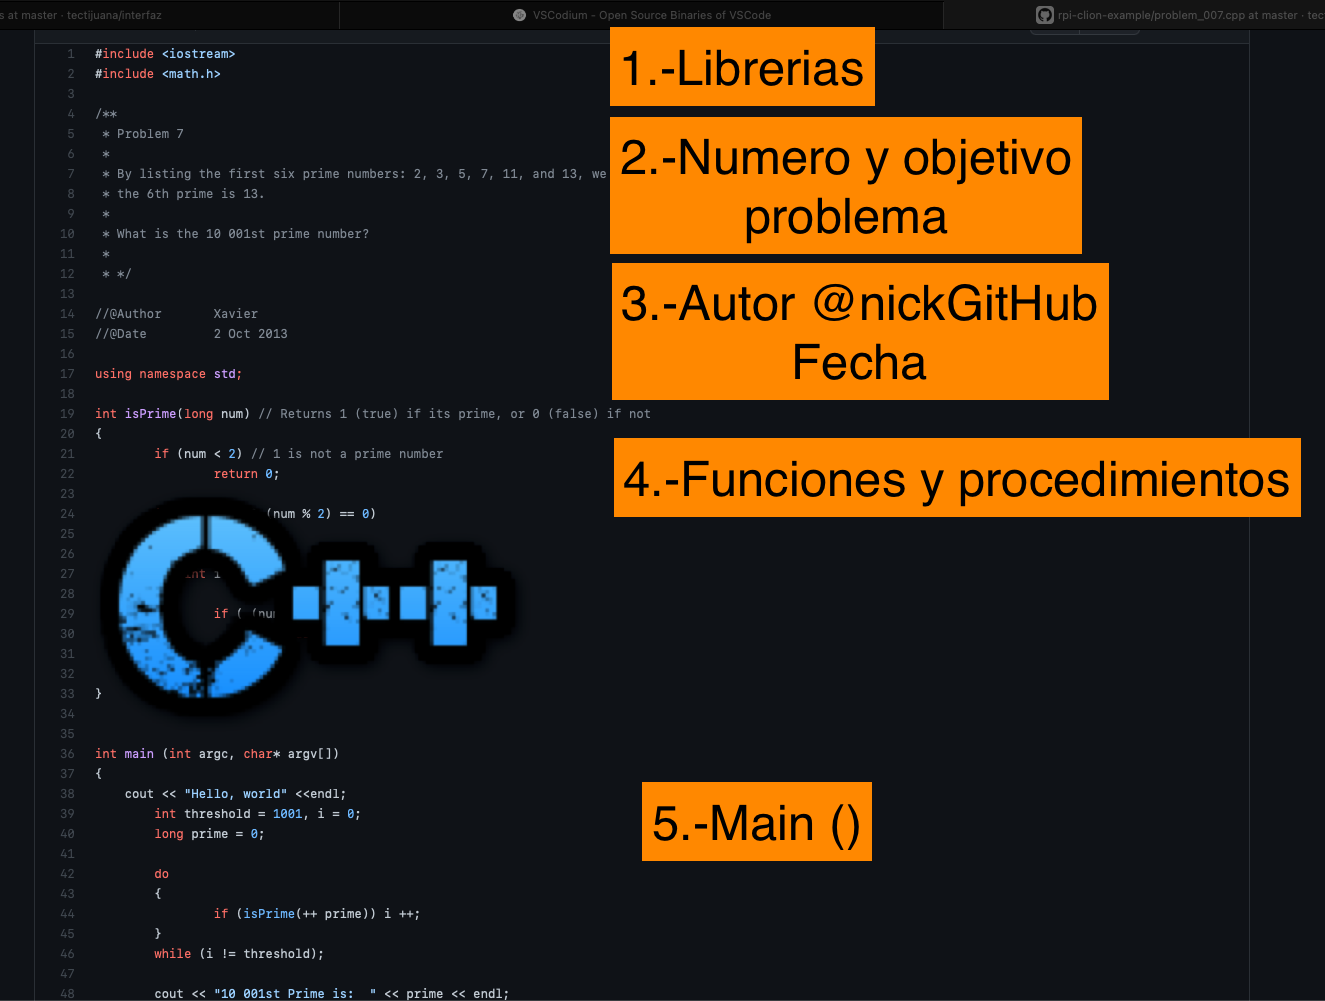 s at master · tectijuana/interfaz
VSCodium - Open Source Binaries of VSCode
rpi-clion-example/problem_007.cpp at master · tec
1 #include <iostream>
2 #include <math.h>
3
4 /**
5 * Problem 7
6 *
7 * By listing the first six prime numbers: 2, 3, 5, 7, 11, and 13, we
8 * the 6th prime is 13.
9 *
10 * What is the 10 001st prime number?
11 *
12 * */
13
14 //@Author Xavier
15 //@Date 2 Oct 2013
16
17 using namespace std;
18
19 int isPrime(long num) // Returns 1 (true) if its prime, or 0 (false) if not
20 {
21 if (num < 2) // 1 is not a prime number
22 return 0;
23
24 (num % 2) == 0)
25
26
27 int i
28
29 if ( (nu
30
31
32
33 }
34
35
36 int main (int argc, char* argv[])
37 {
38 cout << "Hello, world" <<endl;
39 int threshold = 1001, i = 0;
40 long prime = 0;
41
42 do
43 {
44 if (isPrime(++ prime)) i ++;
45 }
46 while (i != threshold);
47
48 cout << "10 001st Prime is:  " << prime << endl;
1.-Librerias
2.-Numero y objetivo
problema
3.-Autor @nickGitHub
Fecha
4.-Funciones y procedimientos
C++
5.-Main ()